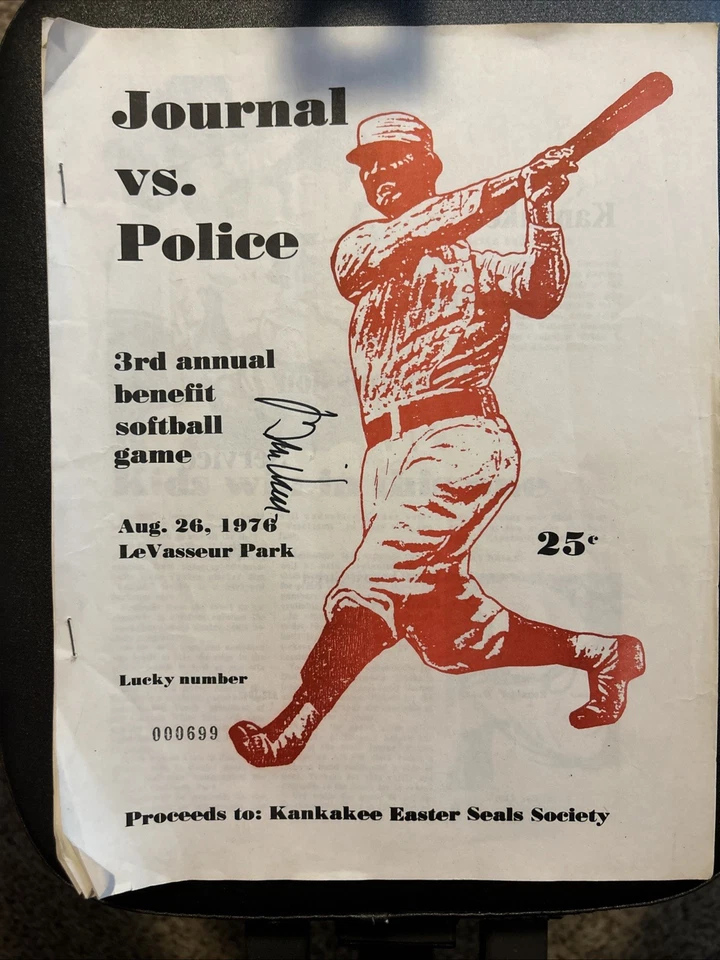 Journal
vs.
Police
3rd annual
benefit
softball
game
Aug. 26, 1976
LeVasseur Park
25c
Lucky number
000699
Proceeds to: Kankakee Easter Seals Society